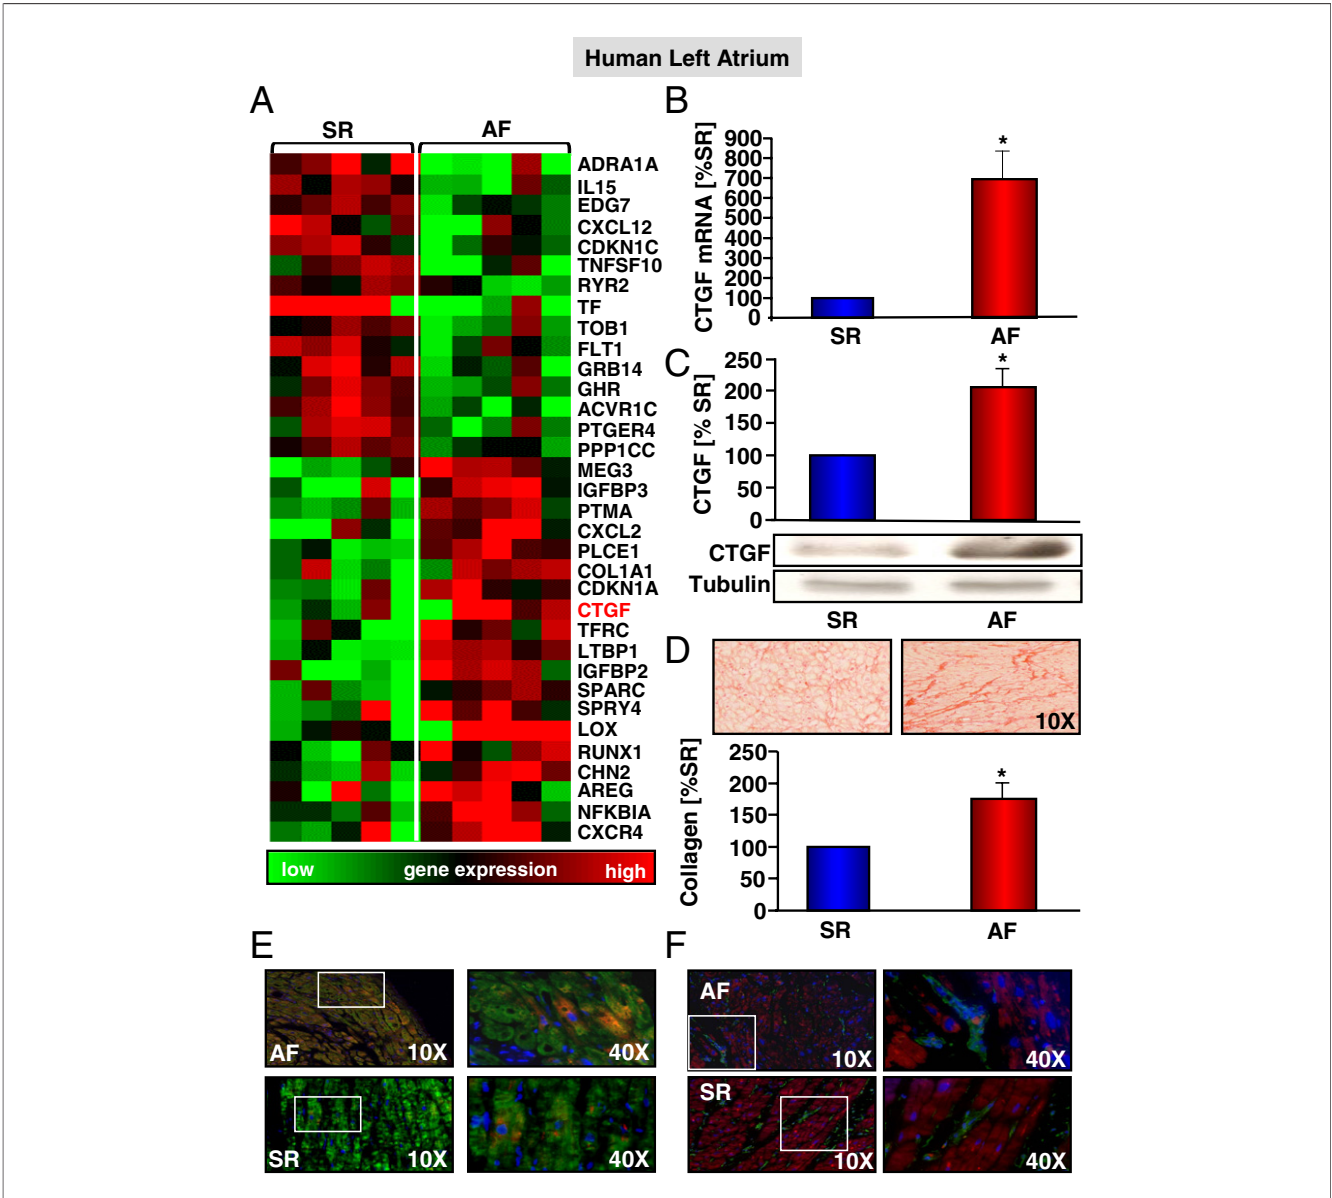 Human Left Atrium
A
SR
AF
ADRA1A
IL15
EDG7
CXCL12
CDKN1C
TNFSF10
RYR2
TF
TOB1
FLT1
GRB14
GHR
ACVR1C
PTGER4
PPP1CC
MEG3
IGFBP3
PTMA
CXCL2
PLCE1
COL1A1
CDKN1A
CTGF
TFRC
LTBP1
IGFBP2
SPARC
SPRY4
LOX
RUNX1
CHN2
AREG
NFKBIA
CXCR4
low gene expression high
B
CTGF mRNA [%SR]
900
800
700
600
500
400
300
200
100
0
*
SR
AF
C
CTGF [% SR]
250
200
150
100
50
0
*
CTGF
Tubulin
SR
AF
D
10X
Collagen [%SR]
250
200
150
100
50
0
*
SR
AF
E
AF
10X
40X
SR
10X
40X
F
AF
10X
40X
SR
10X
40X